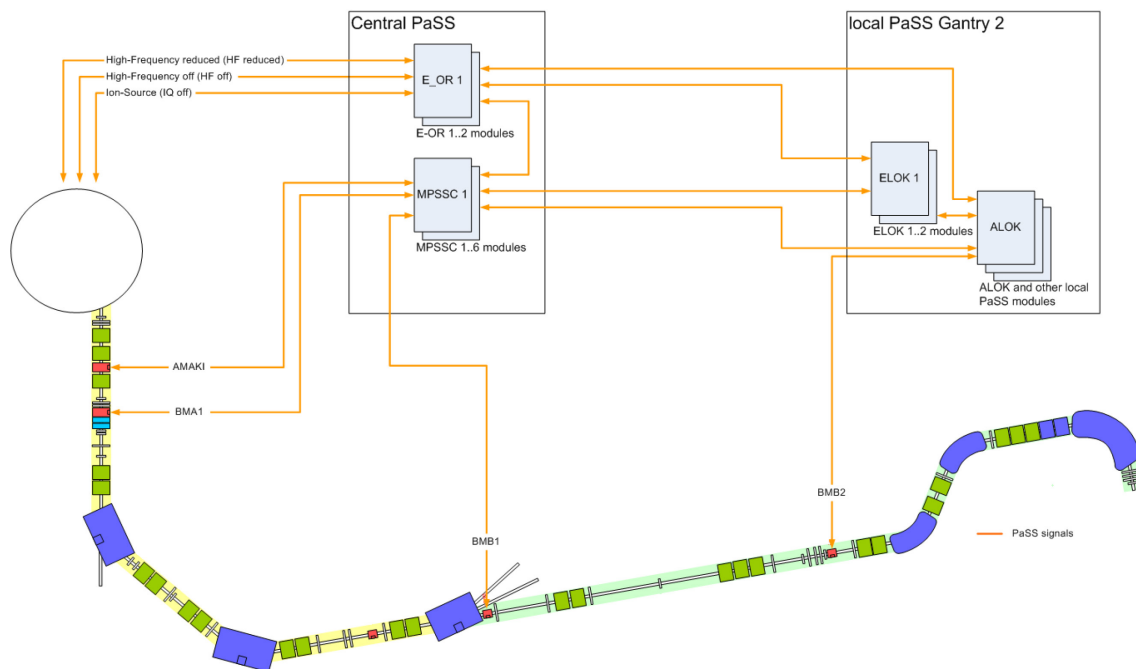 Central PaSS
local PaSS Gantry 2
High-Frequency reduced (HF reduced)
High-Frequency off (HF off)
Ion-Source (IQ off)
E_OR 1
E-OR 1..2 modules
MPSSC 1
MPSSC 1..6 modules
ELOK 1
ELOK 1..2 modules
ALOK
ALOK and other local
PaSS modules
AMAKI
BMA1
BMB1
BMB2
PaSS signals